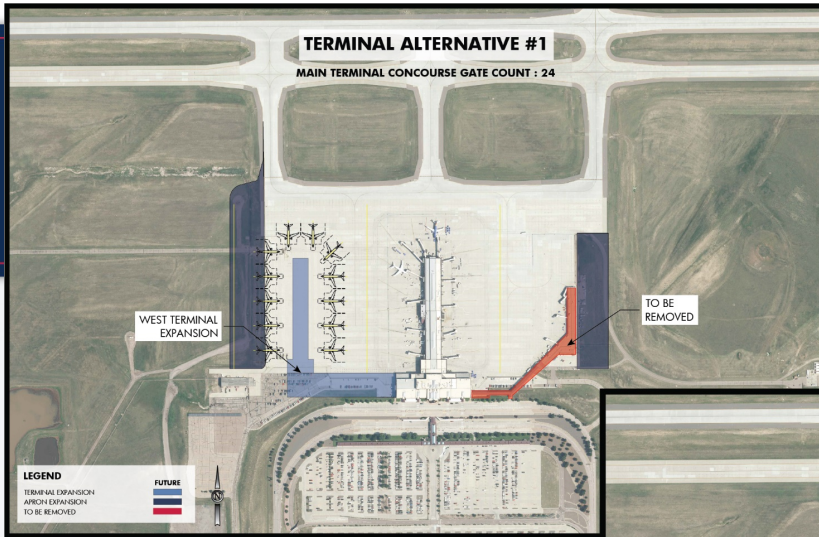 TERMINAL ALTERNATIVE #1
MAIN TERMINAL CONCOURSE GATE COUNT : 24
WEST TERMINAL
EXPANSION
TO BE
REMOVED
LEGEND
FUTURE
TERMINAL EXPANSION
APRON EXPANSION
TO BE REMOVED
N